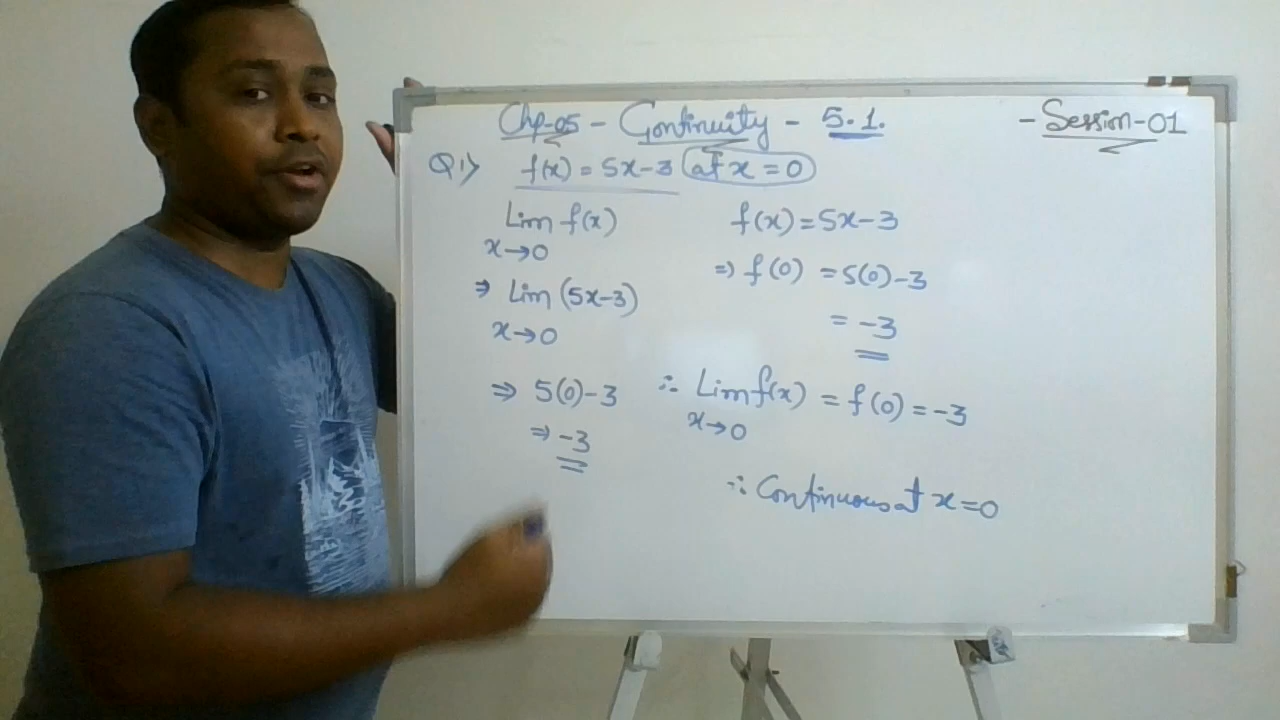 Chp-05 - Continuity - 5.1.
- Session-01
Q1) f(x) = 5x-3 at x = 0
Lim f(x)
x→0
⇒ Lim (5x-3)
x→0
⇒ 5(0)-3
⇒ -3
f(x) = 5x-3
⇒ f(0) = 5(0)-3
= -3
∴ Lim f(x) = f(0) = -3
x→0
∴ Continuous at x=0